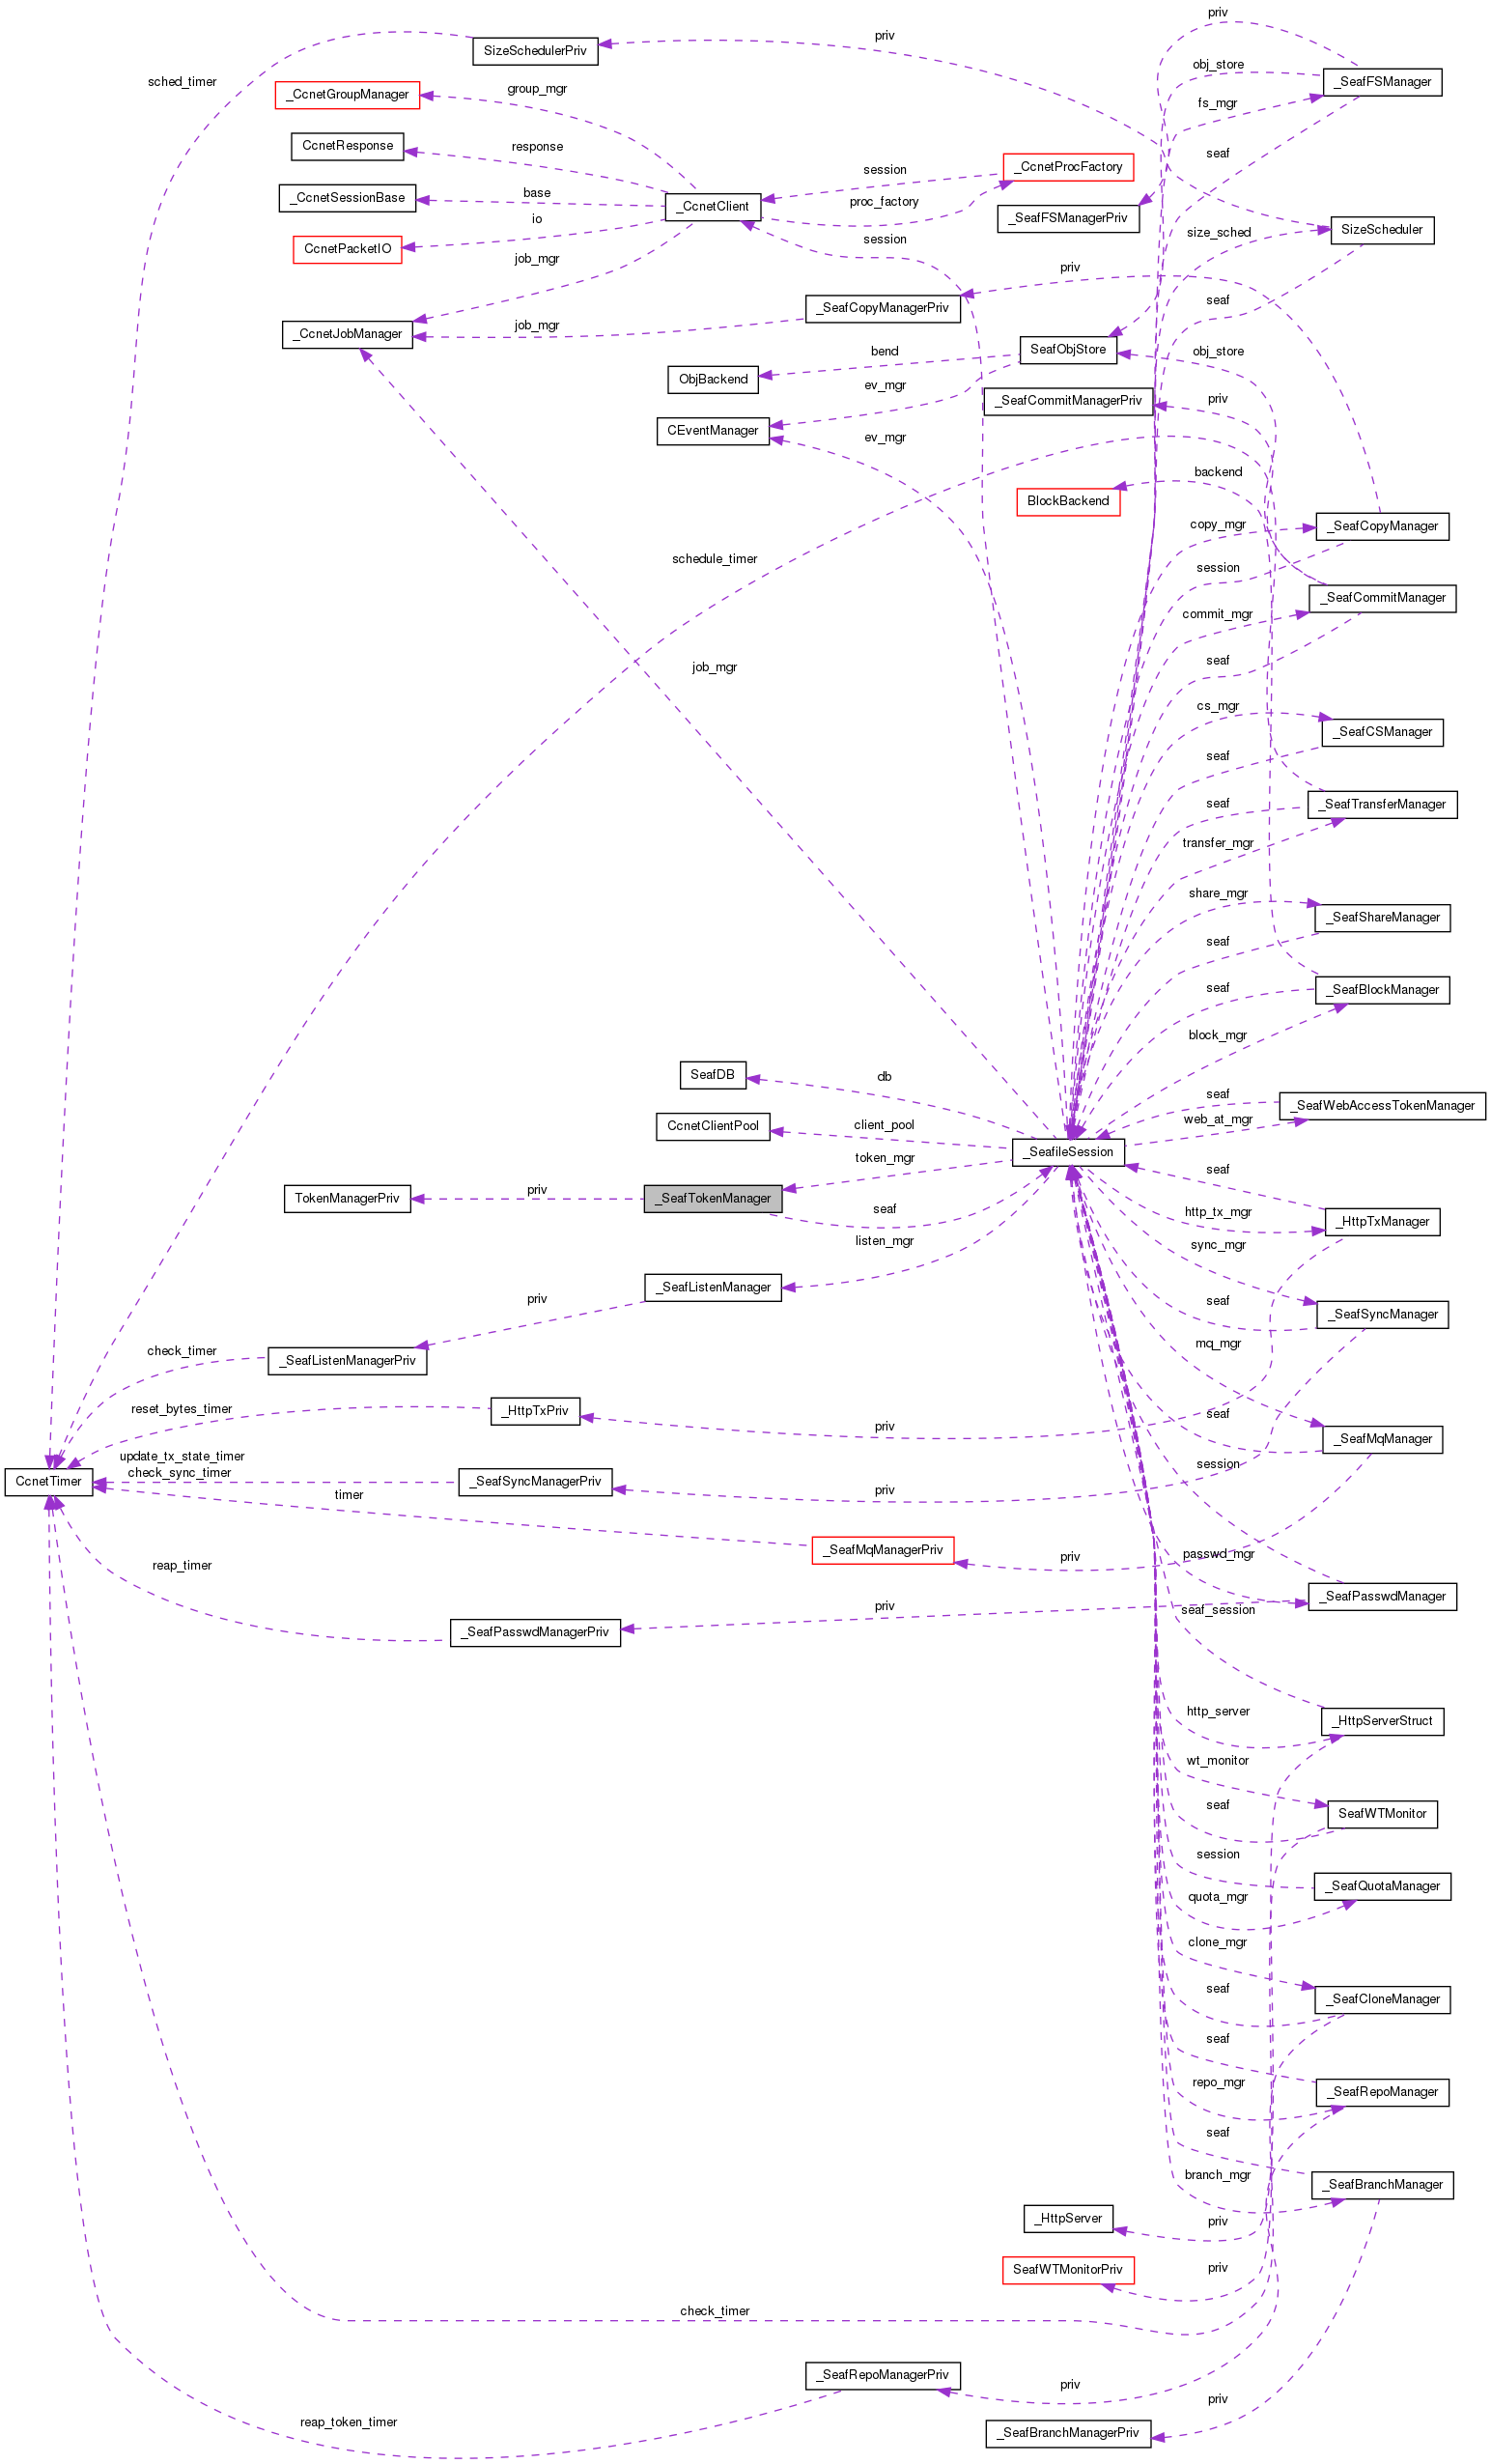 priv
priv
SizeSchedulerPriv
obj_store
_SeafFSManager
sched_timer
group_mgr
_CcnetGroupManager
fs_mgr
CcnetResponse
response
seaf
session
_CcnetProcFactory
base
_CcnetSessionBase
_CcnetClient
proc_factory
_SeafFSManagerPriv
io
CcnetPacketIO
session
size_sched
SizeScheduler
job_mgr
priv
seaf
_SeafCopyManagerPriv
_CcnetJobManager
job_mgr
bend
SeafObjStore
obj_store
ObjBackend
ev_mgr
_SeafCommitManagerPriv
priv
CEventManager
ev_mgr
backend
BlockBackend
copy_mgr
_SeafCopyManager
schedule_timer
session
_SeafCommitManager
commit_mgr
job_mgr
seaf
cs_mgr
_SeafCSManager
seaf
seaf
_SeafTransferManager
transfer_mgr
share_mgr
_SeafShareManager
seaf
seaf
_SeafBlockManager
block_mgr
SeafDB
db
seaf
_SeafWebAccessTokenManager
CcnetClientPool
client_pool
web_at_mgr
_SeafileSession
token_mgr
seaf
TokenManagerPriv
priv
_SeafTokenManager
seaf
http_tx_mgr
_HttpTxManager
listen_mgr
sync_mgr
_SeafListenManager
priv
seaf
_SeafSyncManager
check_timer
_SeafListenManagerPriv
mq_mgr
reset_bytes_timer
_HttpTxPriv
priv
seaf
_SeafMqManager
update_tx_state_timer
check_sync_timer
CcnetTimer
_SeafSyncManagerPriv
priv
session
timer
_SeafMqManagerPriv
priv
passwd_mgr
reap_timer
_SeafPasswdManager
priv
_SeafPasswdManagerPriv
seaf_session
http_server
_HttpServerStruct
wt_monitor
seaf
SeafWTMonitor
session
_SeafQuotaManager
quota_mgr
clone_mgr
seaf
_SeafCloneManager
seaf
repo_mgr
_SeafRepoManager
seaf
branch_mgr
_SeafBranchManager
_HttpServer
priv
SeafWTMonitorPriv
priv
check_timer
_SeafRepoManagerPriv
priv
priv
reap_token_timer
_SeafBranchManagerPriv